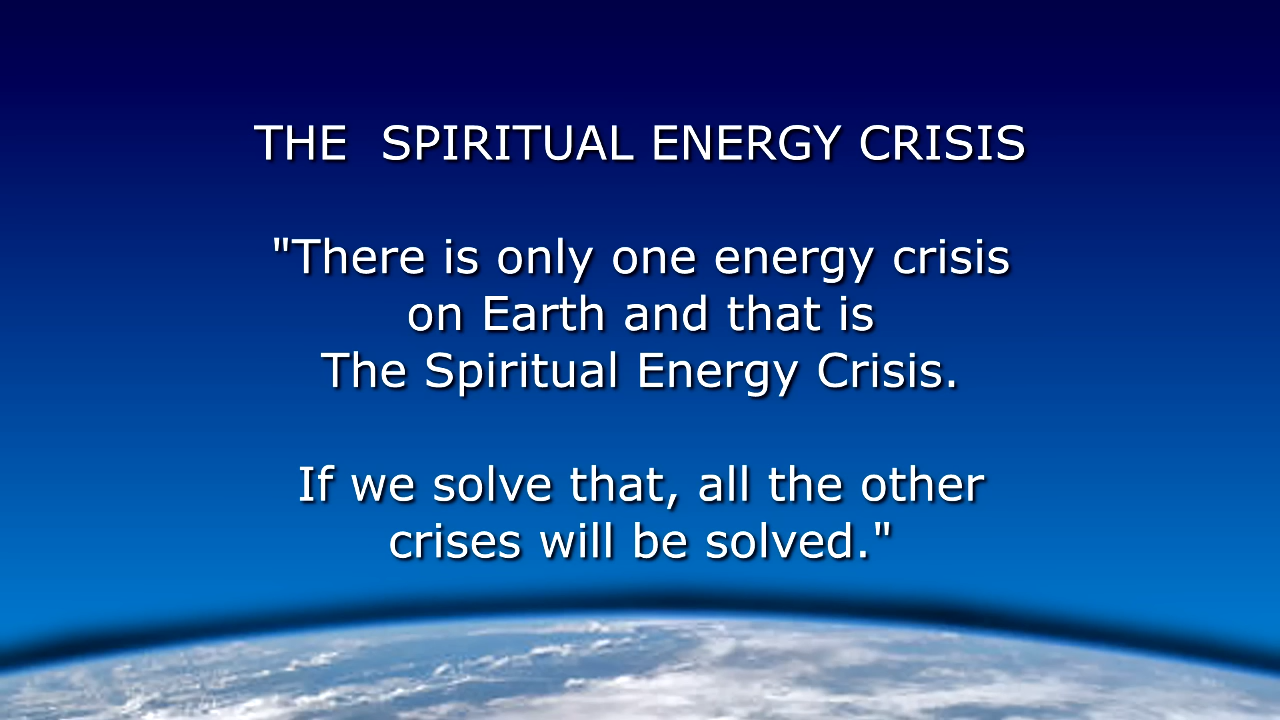 THE  SPIRITUAL ENERGY CRISIS
"There is only one energy crisis
on Earth and that is
The Spiritual Energy Crisis.
If we solve that, all the other
crises will be solved."